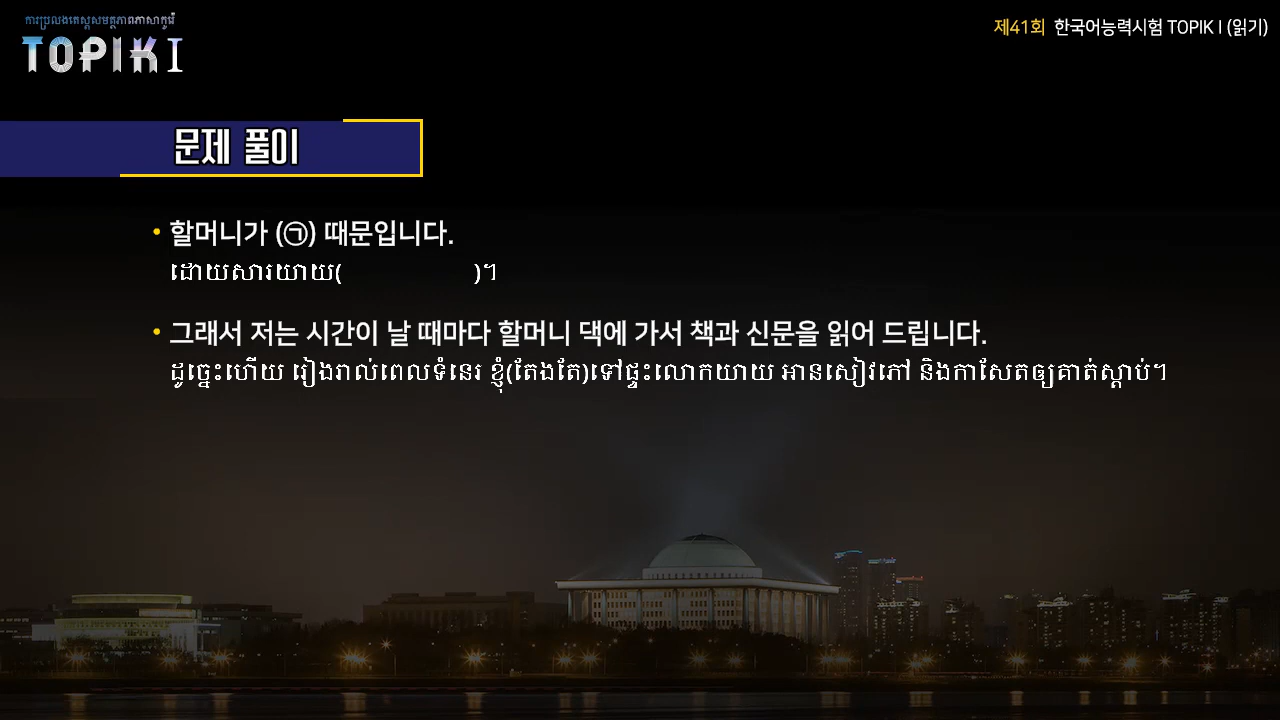 ការប្រលងតេស្តសមត្ថភាពភាសាកូរ៉េ
TOPIK I
제41회 한국어능력시험 TOPIK I (읽기)
문제 풀이
• 할머니가 (㉠) 때문입니다.
ដោយសារយាយ( )។
• 그래서 저는 시간이 날 때마다 할머니 댁에 가서 책과 신문을 읽어 드립니다.
ដូច្នេះហើយ រៀងរាល់ពេលទំនេរ ខ្ញុំ(តែងតែ)ទៅផ្ទះលោកយាយ អានសៀវភៅ និងកាសែតឲ្យគាត់ស្តាប់។